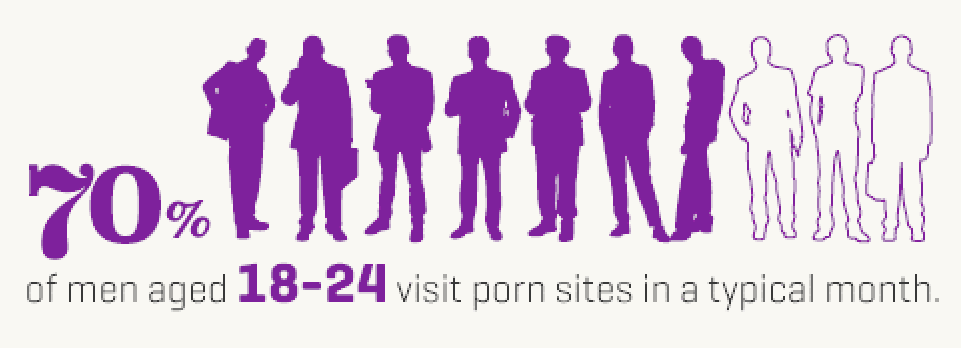 70%
of men aged 18-24 visit porn sites in a typical month.